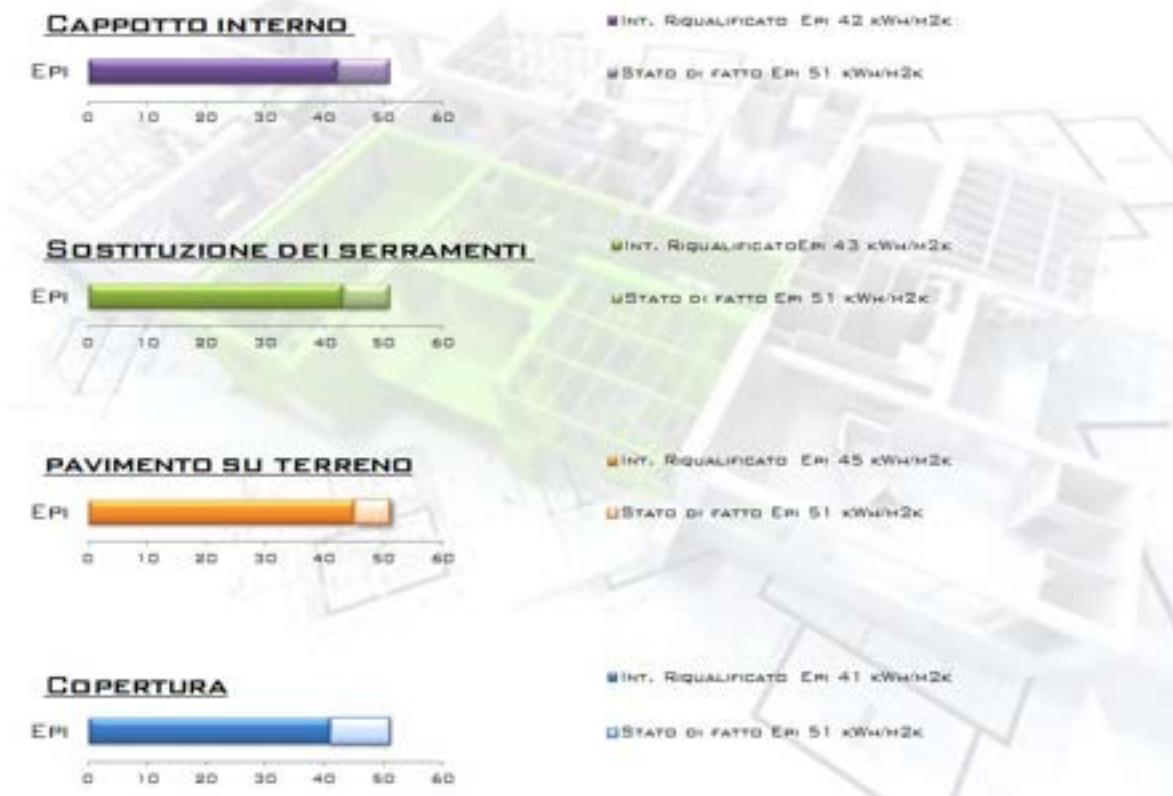 CAPPOTTO INTERNO
INT. RIQUALIFICATO EPI 42 KWH/M2K
EPI
STATO DI FATTO EPI 51 KWH/M2K
0 10 20 30 40 50 60
SOSTITUZIONE DEI SERRAMENTI
INT. RIQUALIFICATOEPI 43 KWH/M2K
EPI
STATO DI FATTO EPI 51 KWH/M2K
0 10 20 30 40 50 60
PAVIMENTO SU TERRENO
INT. RIQUALIFICATO EPI 45 KWH/M2K
EPI
STATO DI FATTO EPI 51 KWH/M2K
0 10 20 30 40 50 60
COPERTURA
INT. RIQUALIFICATO EPI 41 KWH/M2K
EPI
STATO DI FATTO EPI 51 KWH/M2K
0 10 20 30 40 50 60